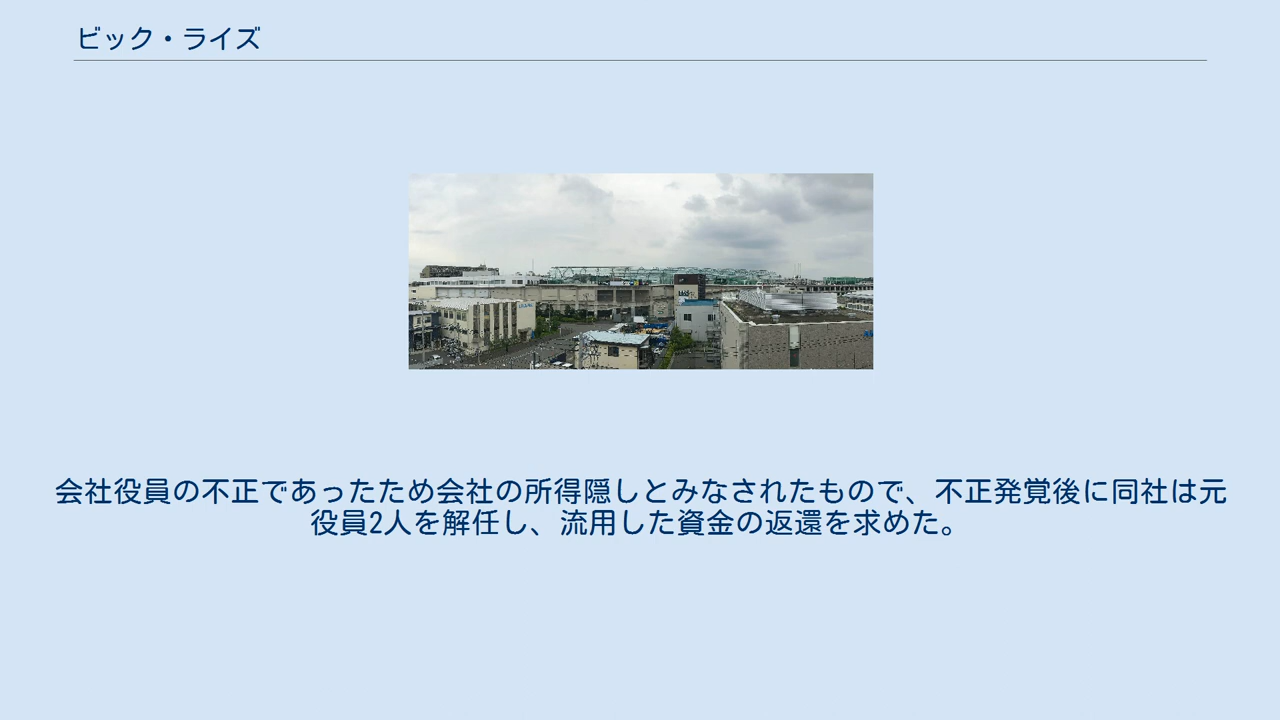 ビック・ライズ
会社役員の不正であったため会社の所得隠しとみなされたもので、不正発覚後に同社は元
役員2人を解任し、流用した資金の返還を求めた。